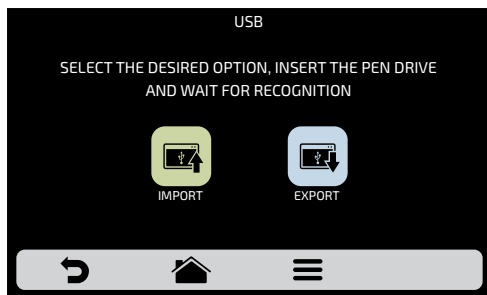 USB
SELECT THE DESIRED OPTION, INSERT THE PEN DRIVE
AND WAIT FOR RECOGNITION
IMPORT
EXPORT